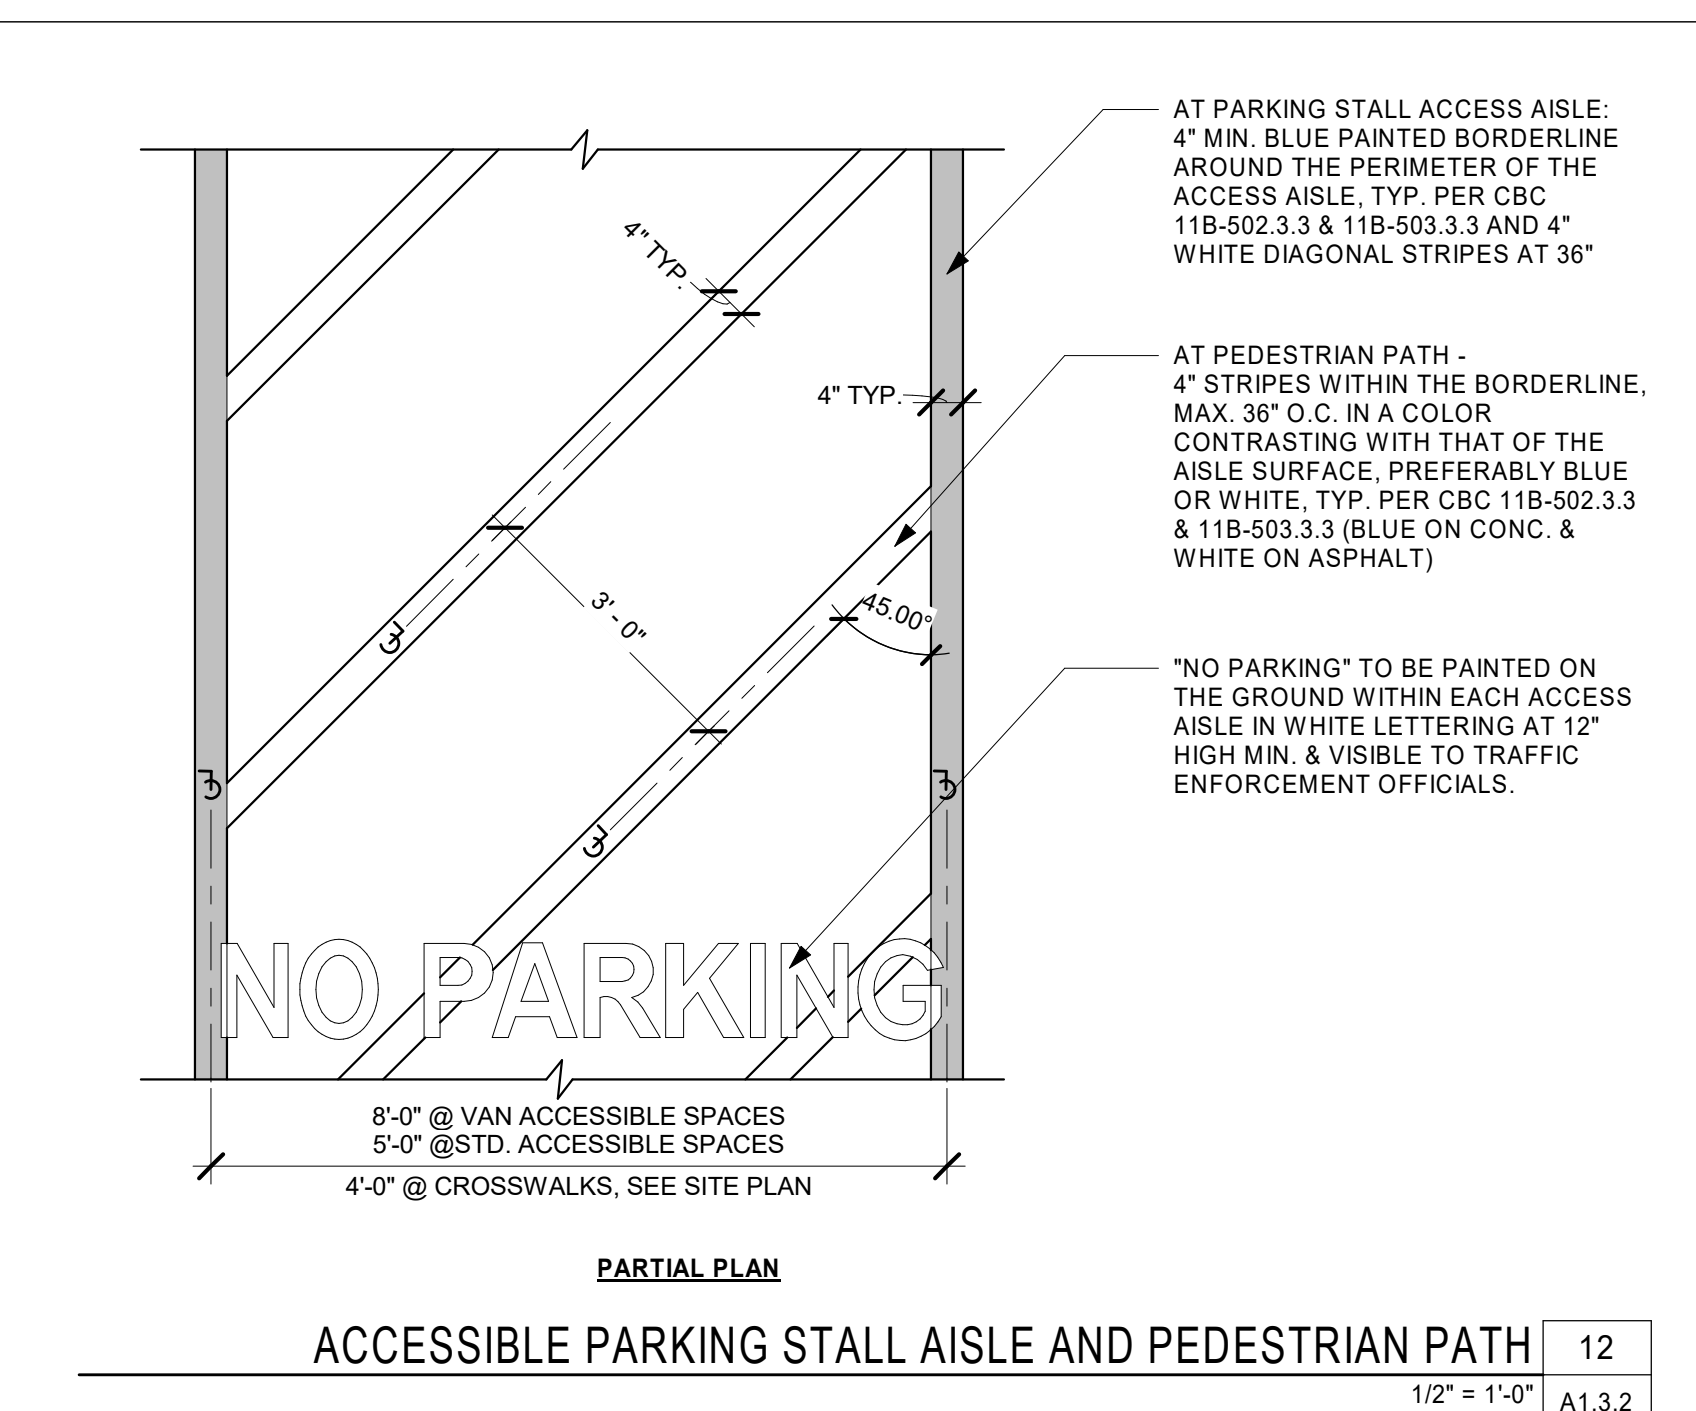 AT PARKING STALL ACCESS AISLE:
4" MIN. BLUE PAINTED BORDERLINE
AROUND THE PERIMETER OF THE
ACCESS AISLE, TYP. PER CBC
11B-502.3.3 & 11B-503.3.3 AND 4"
WHITE DIAGONAL STRIPES AT 36"
4" TYP.
AT PEDESTRIAN PATH -
4" STRIPES WITHIN THE BORDERLINE,
MAX. 36" O.C. IN A COLOR
CONTRASTING WITH THAT OF THE
AISLE SURFACE, PREFERABLY BLUE
OR WHITE, TYP. PER CBC 11B-502.3.3
& 11B-503.3.3 (BLUE ON CONC. &
WHITE ON ASPHALT)
4" TYP.
3' - 0"
45.00°
"NO PARKING" TO BE PAINTED ON
THE GROUND WITHIN EACH ACCESS
AISLE IN WHITE LETTERING AT 12"
HIGH MIN. & VISIBLE TO TRAFFIC
ENFORCEMENT OFFICIALS.
NO PARKING
8'-0" @ VAN ACCESSIBLE SPACES
5'-0" @STD. ACCESSIBLE SPACES
4'-0" @ CROSSWALKS, SEE SITE PLAN
PARTIAL PLAN
ACCESSIBLE PARKING STALL AISLE AND PEDESTRIAN PATH
12
1/2" = 1'-0"
A1.3.2